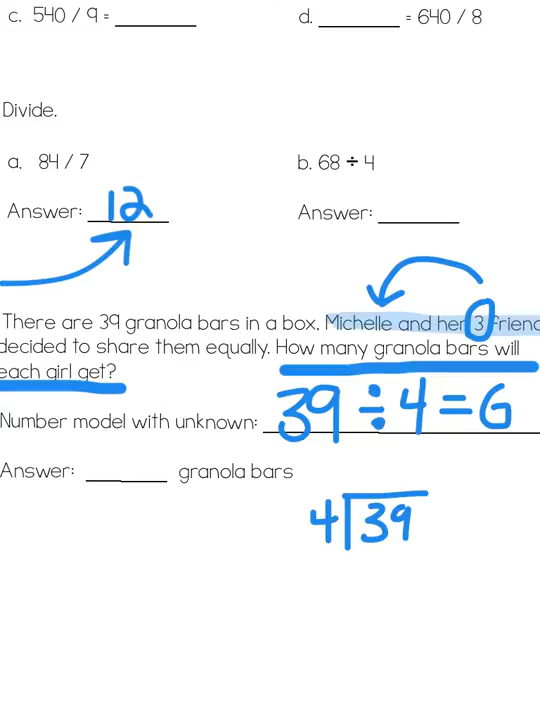 c. 540 / 9 = ________
d. ________ = 640 / 8
Divide.
a. 84 / 7
b. 68 ÷ 4
Answer: 12
Answer: ________
There are 39 granola bars in a box. Michelle and her 3 friend
decided to share them equally. How many granola bars will
each girl get?
Number model with unknown: 39 ÷ 4 = G
Answer: ________ granola bars
4 39